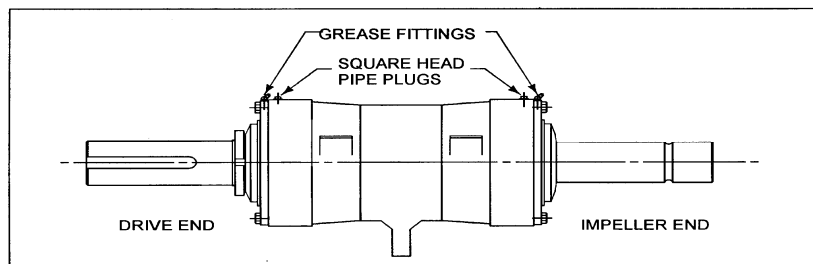 GREASE FITTINGS
SQUARE HEAD
PIPE PLUGS
DRIVE END
IMPELLER END